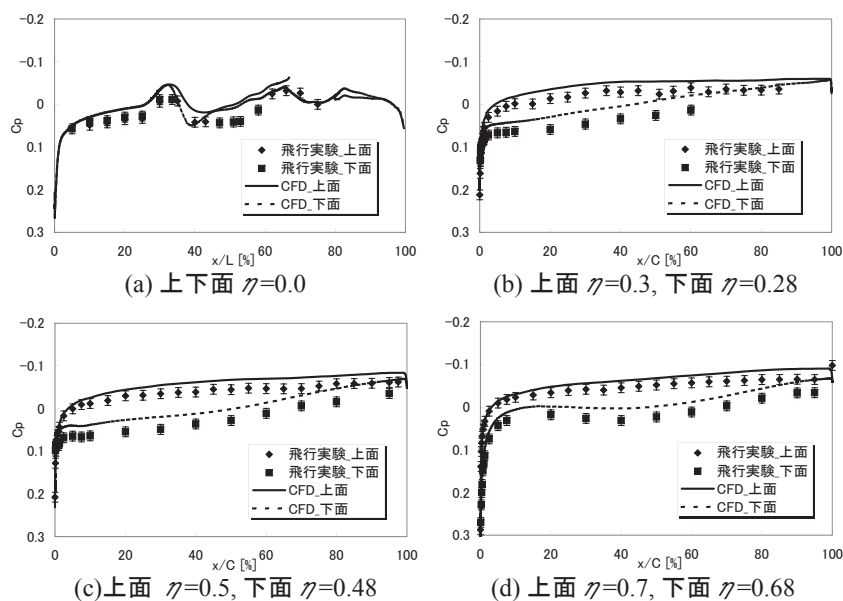 -0.2
-0.1
0
0.1
0.2
0.3
Cp
0 20 40 60 80 100
x/L [%]
飛行実験_上面
飛行実験_下面
CFD_上面
CFD_下面
(a) 上下面 η=0.0
-0.2
-0.1
0
0.1
0.2
0.3
0 20 40 60 80 100
x/C [%]
飛行実験_上面
飛行実験_下面
CFD_上面
CFD_下面
(b) 上面 η=0.3, 下面 η=0.28
-0.2
-0.1
0
0.1
0.2
0.3
Cp
0 20 40 60 80 100
x/C [%]
飛行実験_上面
飛行実験_下面
CFD_上面
CFD_下面
(c)上面 η=0.5, 下面 η=0.48
-0.2
-0.1
0
0.1
0.2
0.3
Cp
0 20 40 60 80 100
x/C [%]
飛行実験_上面
飛行実験_下面
CFD_上面
CFD_下面
(d) 上面 η=0.7, 下面 η=0.68